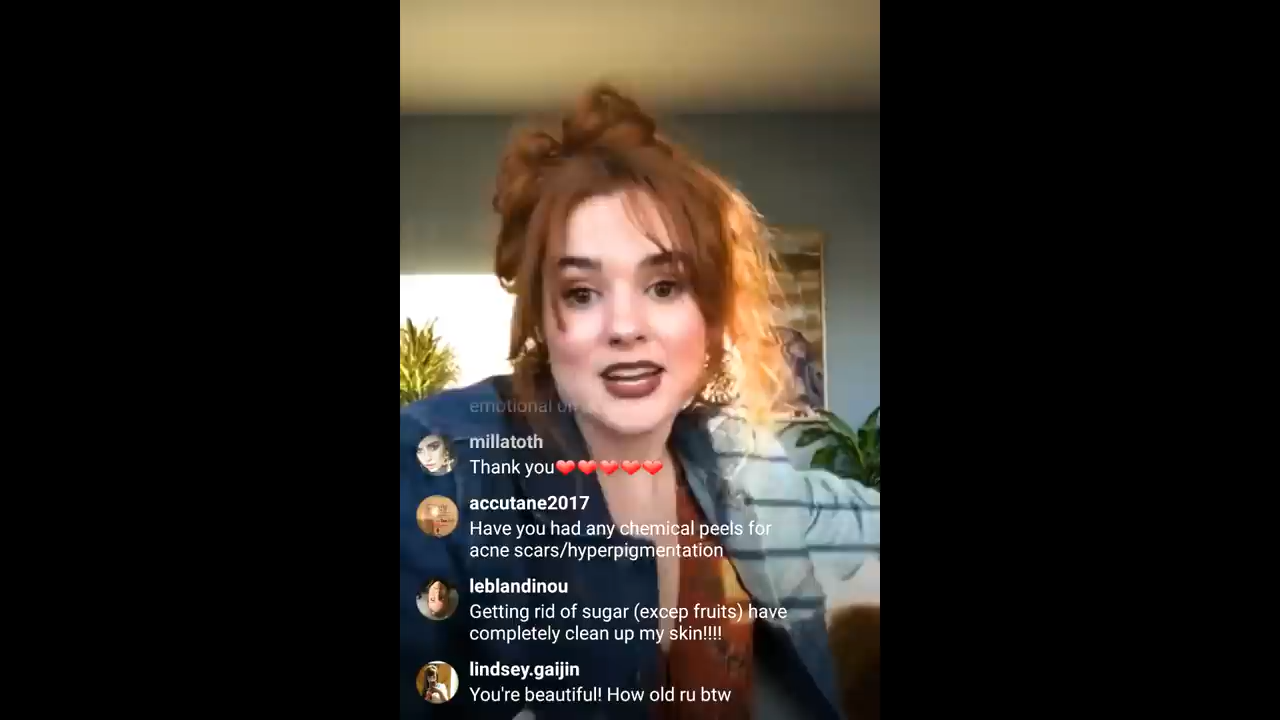 emotional
millatoth
Thank you❤️❤️❤️❤️❤️
accutane2017
Have you had any chemical peels for
acne scars/hyperpigmentation
leblandinou
Getting rid of sugar (excep fruits) have
completely clean up my skin!!!!
lindsey.gaijin
You're beautiful! How old ru btw